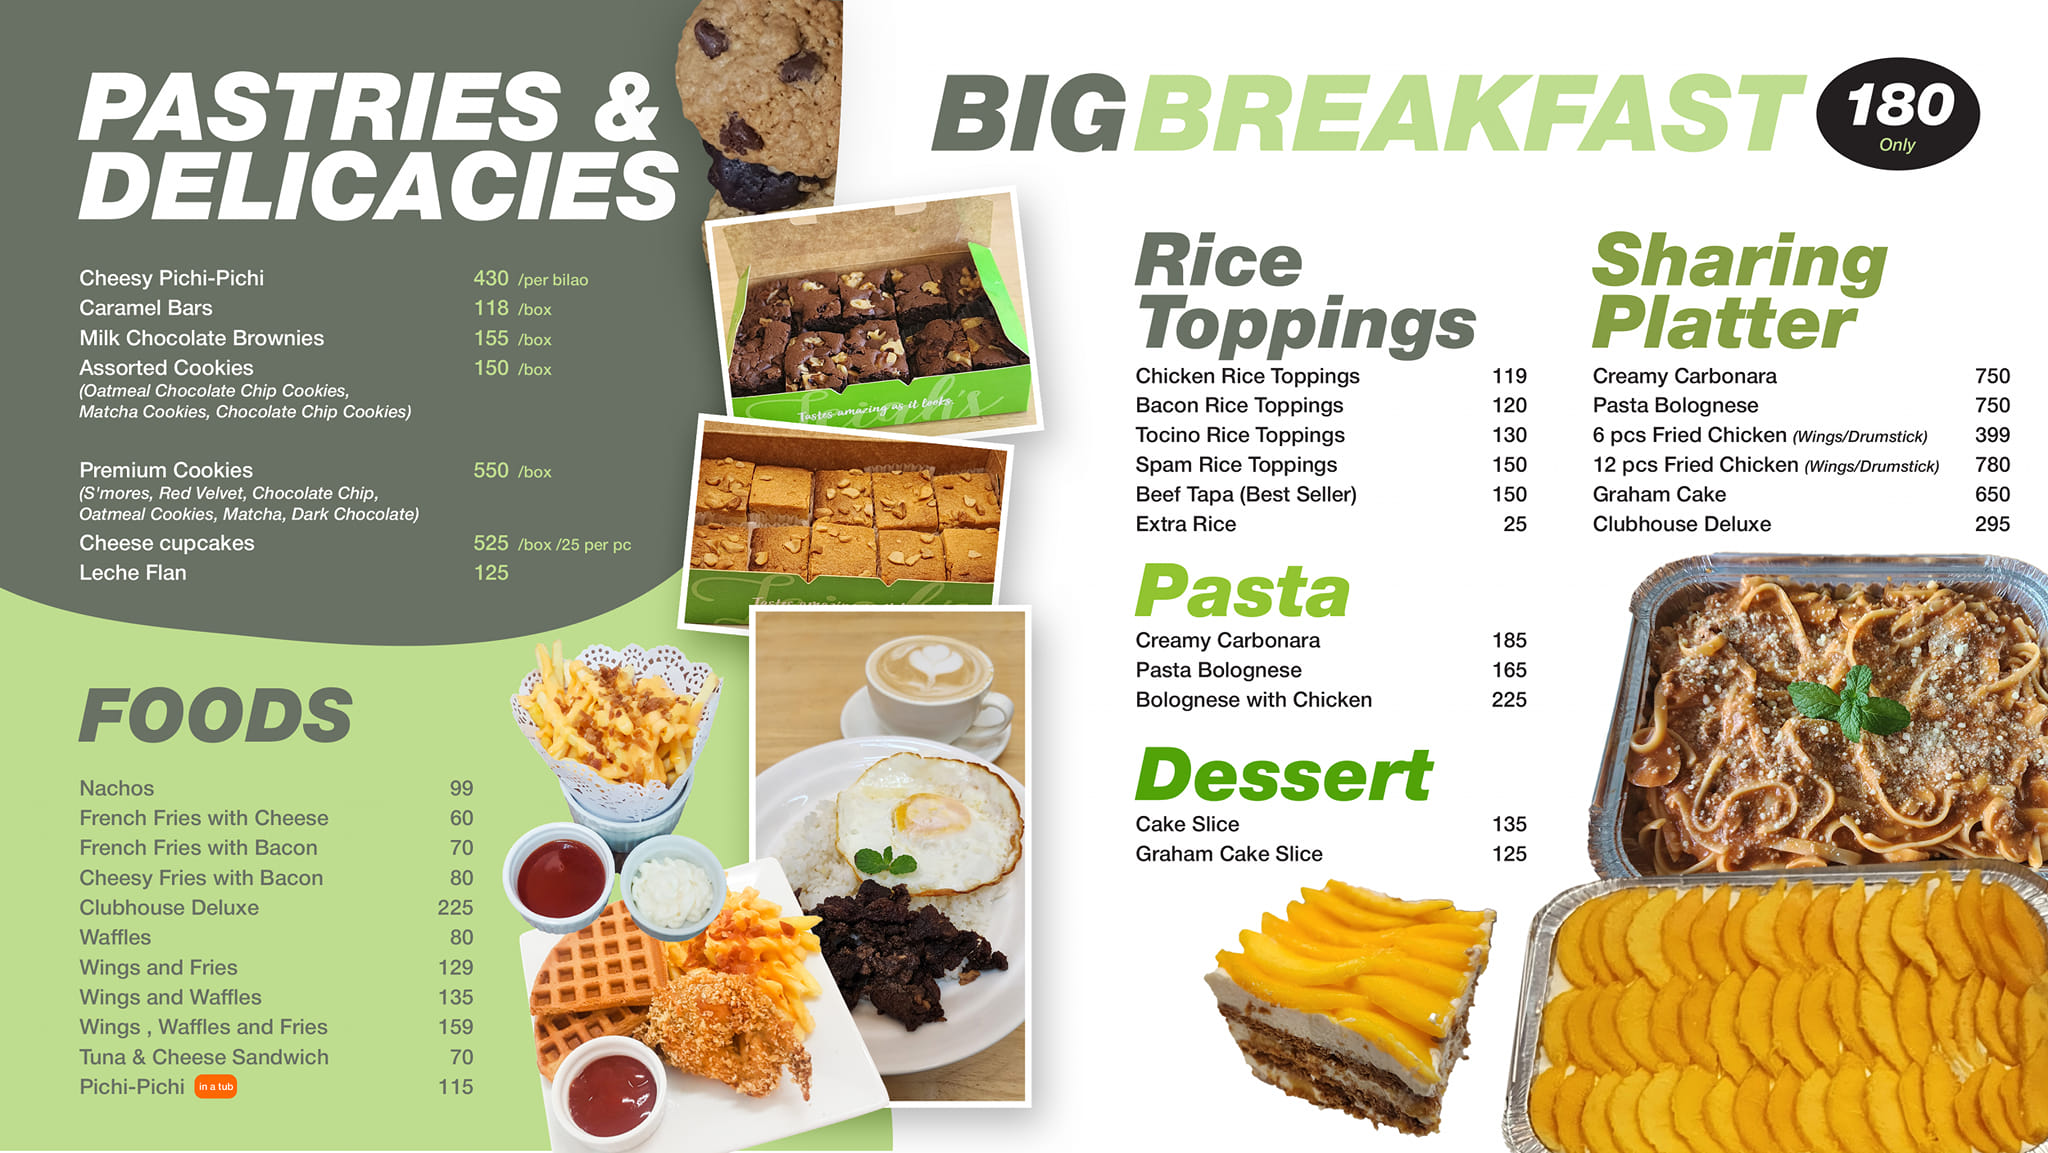 PASTRIES &
DELICACIES
Cheesy Pichi-Pichi 430 /per bilao
Caramel Bars 118 /box
Milk Chocolate Brownies 155 /box
Assorted Cookies 150 /box
(Oatmeal Chocolate Chip Cookies,
Matcha Cookies, Chocolate Chip Cookies)
Premium Cookies 550 /box
(S'mores, Red Velvet, Chocolate Chip,
Oatmeal Cookies, Matcha, Dark Chocolate)
Cheese cupcakes 525 /box /25 per pc
Leche Flan 125
FOODS
Nachos 99
French Fries with Cheese 60
French Fries with Bacon 70
Cheesy Fries with Bacon 80
Clubhouse Deluxe 225
Waffles 80
Wings and Fries 129
Wings and Waffles 135
Wings , Waffles and Fries 159
Tuna & Cheese Sandwich 70
Pichi-Pichi in a tub 115
Tastes amazing as it looks.
BIGBREAKFAST 180
Only
Rice
Toppings
Chicken Rice Toppings 119
Bacon Rice Toppings 120
Tocino Rice Toppings 130
Spam Rice Toppings 150
Beef Tapa (Best Seller) 150
Extra Rice 25
Pasta
Creamy Carbonara 185
Pasta Bolognese 165
Bolognese with Chicken 225
Dessert
Cake Slice 135
Graham Cake Slice 125
Sharing
Platter
Creamy Carbonara 750
Pasta Bolognese 750
6 pcs Fried Chicken (Wings/Drumstick) 399
12 pcs Fried Chicken (Wings/Drumstick) 780
Graham Cake 650
Clubhouse Deluxe 295